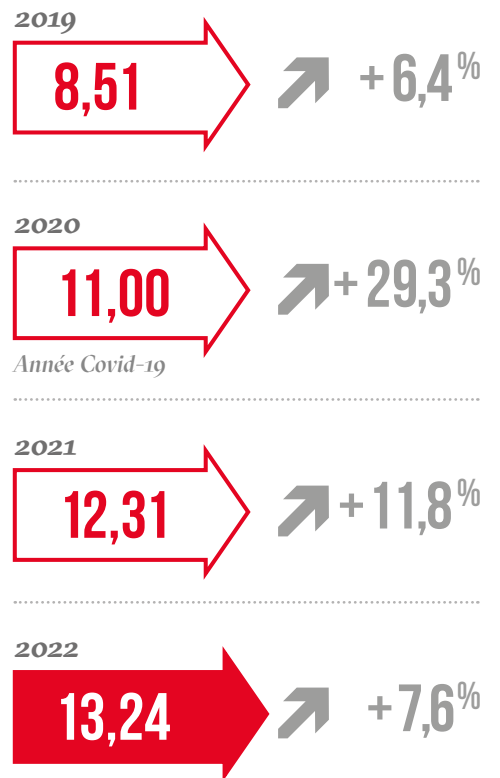 2019
8,51 + 6,4%
2020
11,00 + 29,3%
Année Covid-19
2021
12,31 + 11,8%
2022
13,24 + 7,6%